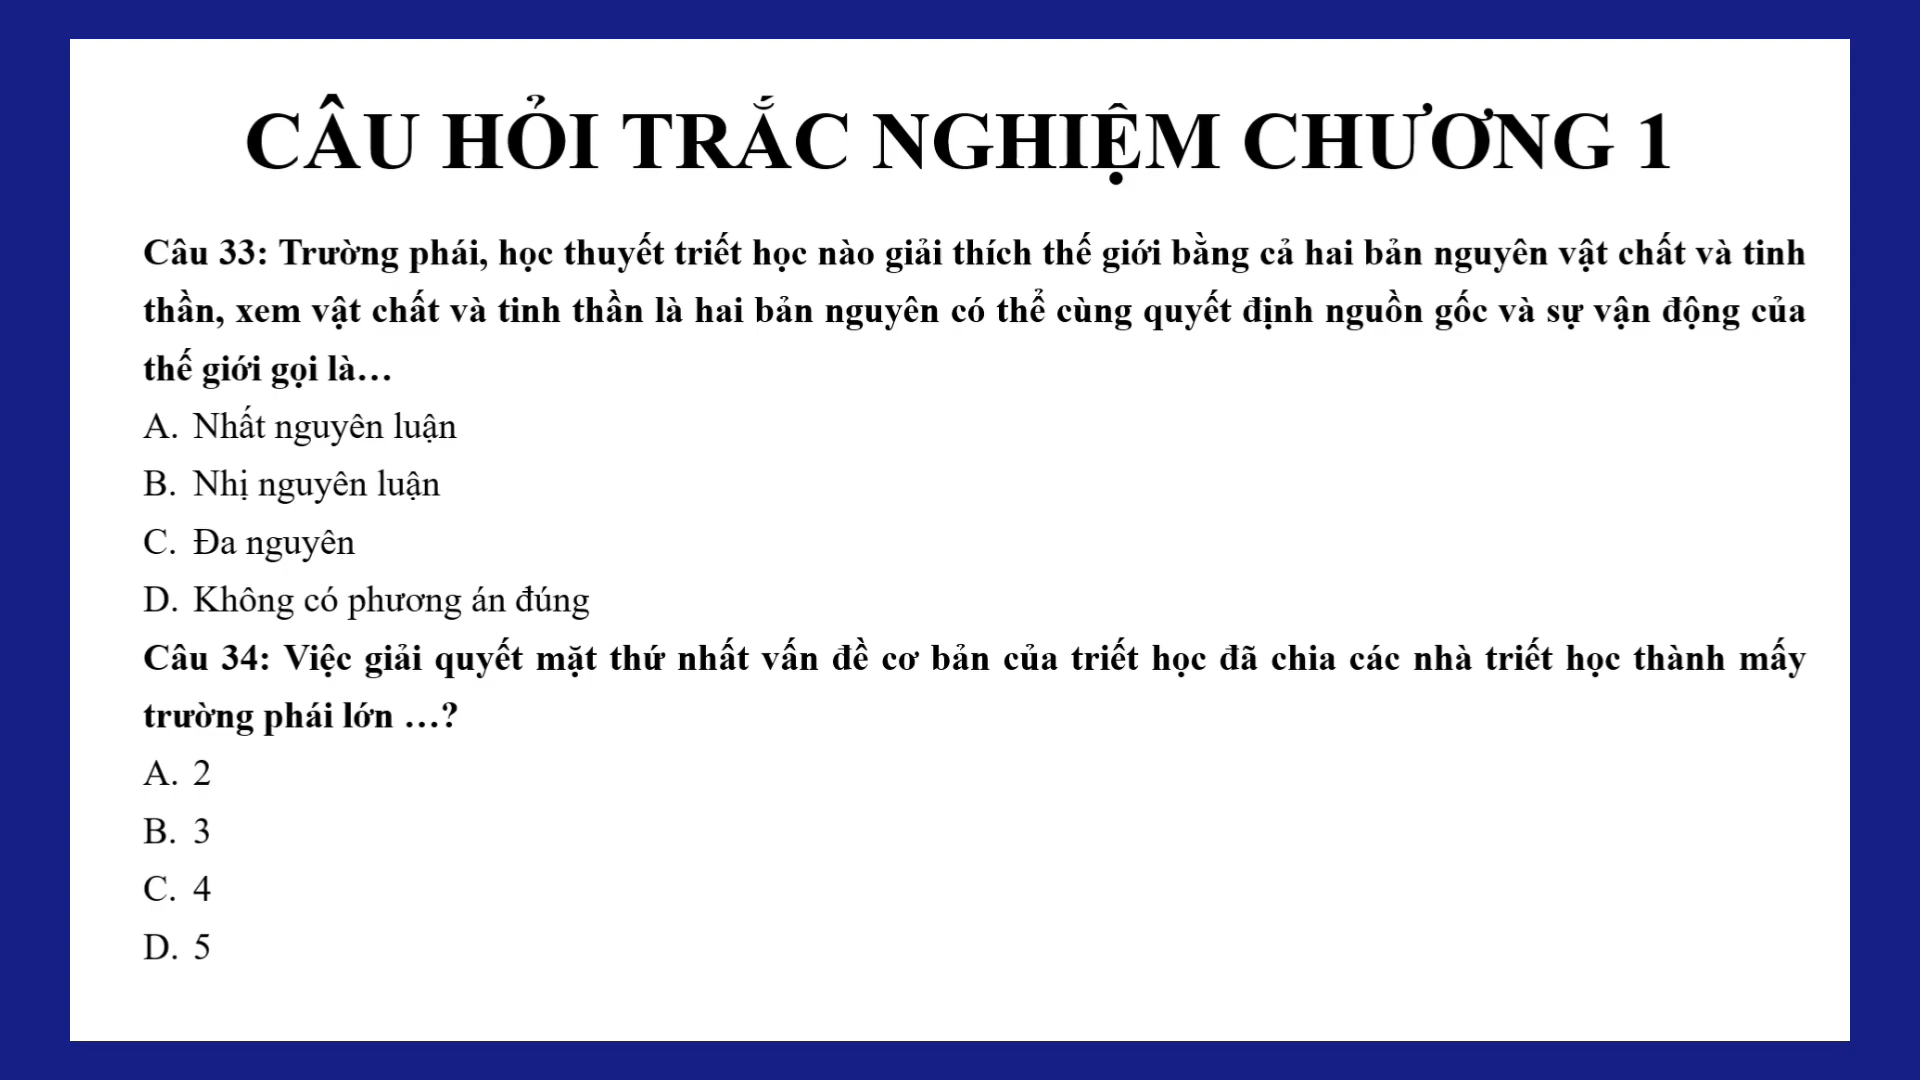 CÂU HỎI TRẮC NGHIỆM CHƯƠNG 1
Câu 33: Trường phái, học thuyết triết học nào giải thích thế giới bằng cả hai bản nguyên vật chất và tinh
thần, xem vật chất và tinh thần là hai bản nguyên có thể cùng quyết định nguồn gốc và sự vận động của
thế giới gọi là…
A. Nhất nguyên luận
B. Nhị nguyên luận
C. Đa nguyên
D. Không có phương án đúng
Câu 34: Việc giải quyết mặt thứ nhất vấn đề cơ bản của triết học đã chia các nhà triết học thành mấy
trường phái lớn …?
A. 2
B. 3
C. 4
D. 5